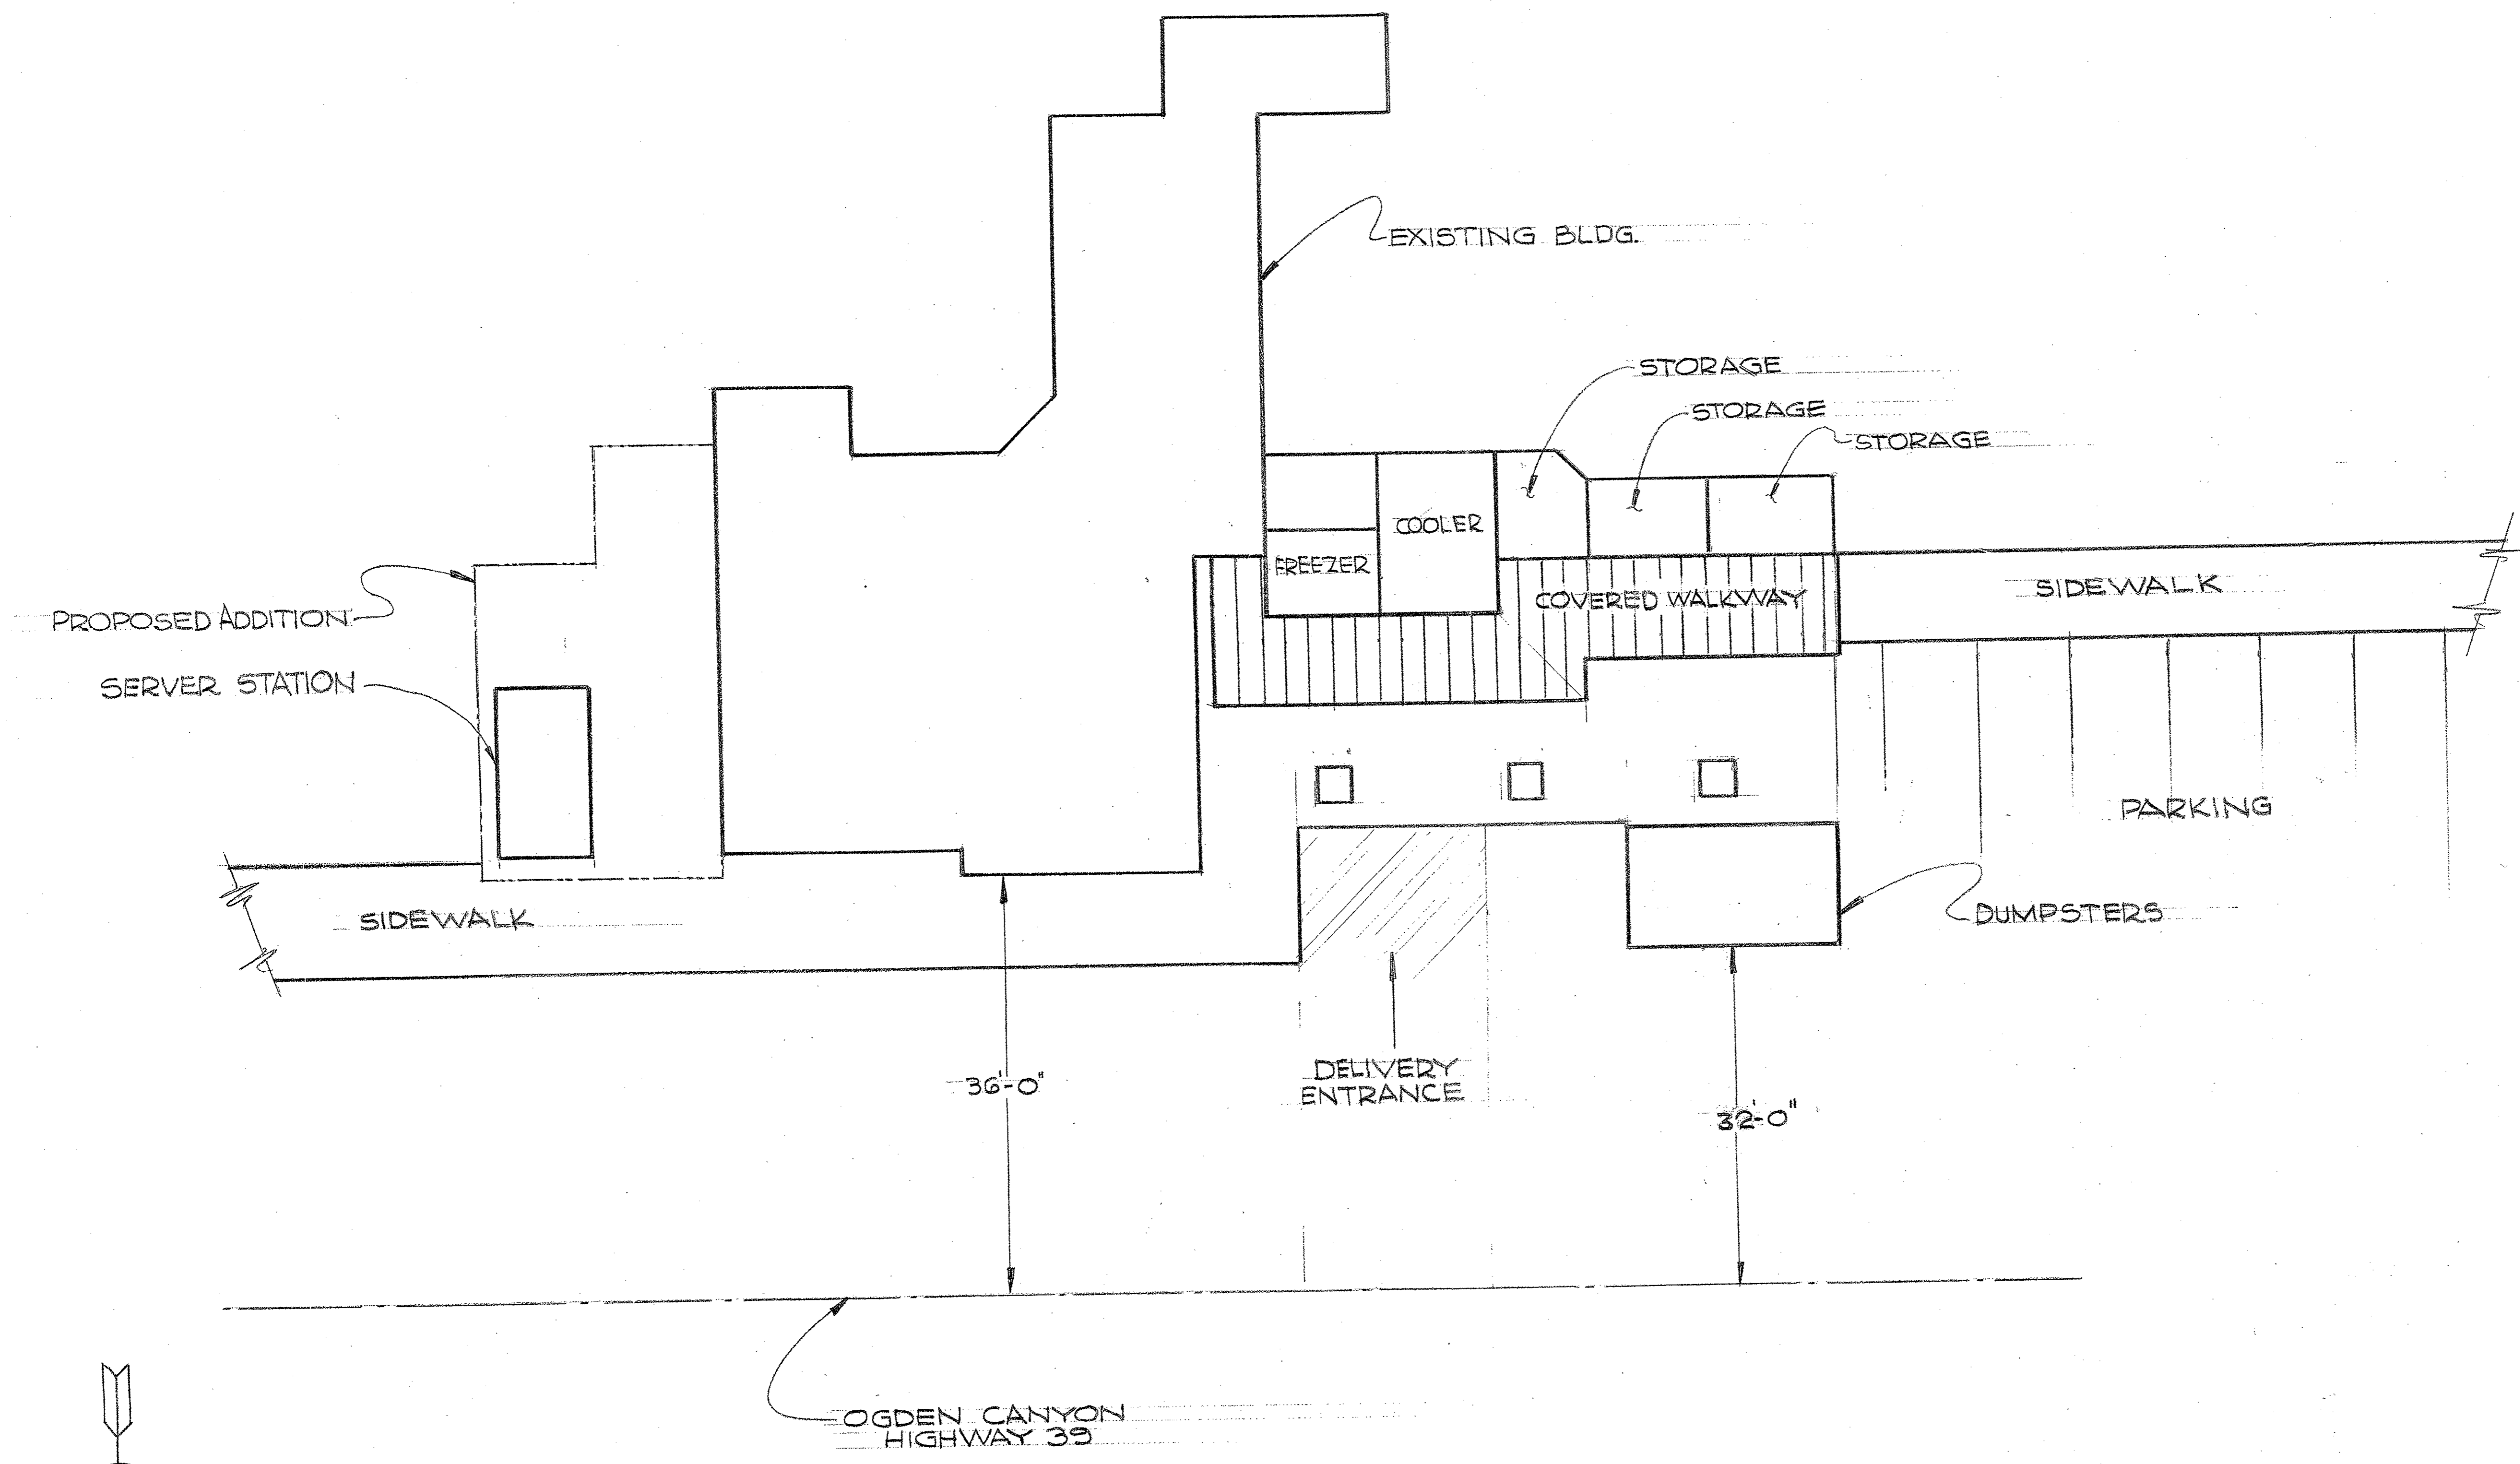 EXISTING BLDG.
STORAGE
STORAGE
STORAGE
COOLER
FREEZER
COVERED WALKWAY
SIDEWALK
PROPOSED ADDITION
SERVER STATION
PARKING
SIDEWALK
DUMPSTERS
DELIVERY
ENTRANCE
36'-0"
32'-0"
OGDEN CANYON
HIGHWAY 39